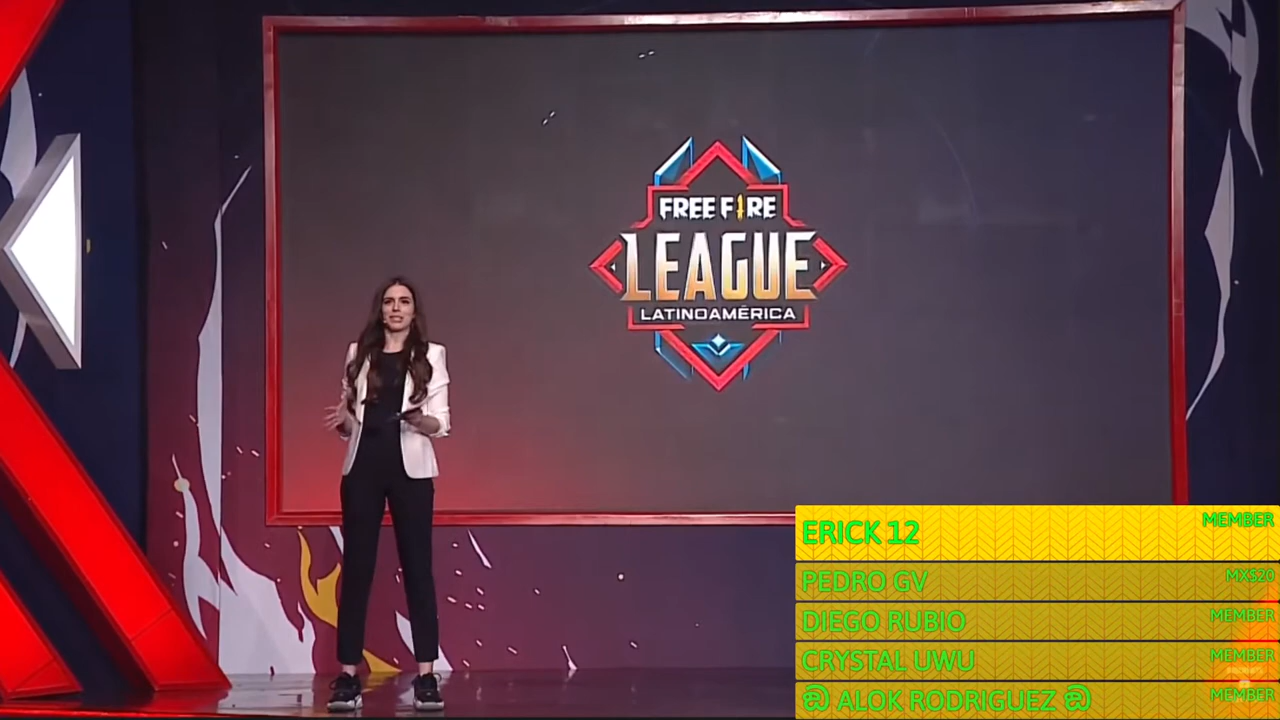 FREE FIRE
LEAGUE
LATINOAMÉRICA
ERICK 12 MEMBER
PEDRO GV MX$20
DIEGO RUBIO MEMBER
CRYSTAL UWU MEMBER
ALOK RODRIGUEZ MEMBER